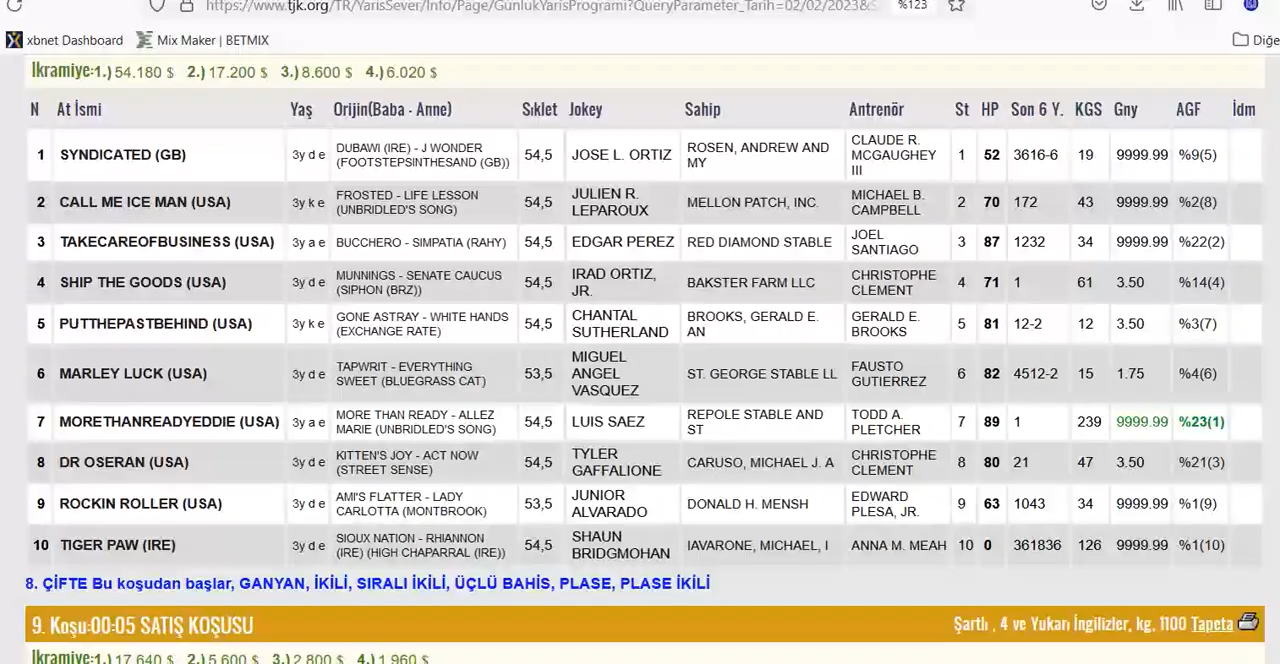 https://www.tjk.org/TR/YarisSever/Info/Page/GunlukYarisProgrami?QueryParameter_Tarih=02/02/2023& %123
xbnet Dashboard Mix Maker | BETMIX Diğe
İkramiye:1.) 54.180 $ 2.) 17.200 $ 3.) 8.600 $ 4.) 6.020 $
N At İsmi Yaş Orijin(Baba - Anne) Sıklet Jokey Sahip Antrenör St HP Son 6 Y. KGS Gny AGF İdm
1 SYNDICATED (GB) 3y d e DUBAWI (IRE) - J WONDER (FOOTSTEPSINTHESAND (GB)) 54,5 JOSE L. ORTIZ ROSEN, ANDREW AND MY CLAUDE R. MCGAUGHEY III 1 52 3616-6 19 9999.99 %9(5)
2 CALL ME ICE MAN (USA) 3y k e FROSTED - LIFE LESSON (UNBRIDLED'S SONG) 54,5 JULIEN R. LEPAROUX MELLON PATCH, INC. MICHAEL B. CAMPBELL 2 70 172 43 9999.99 %2(8)
3 TAKECAREOFBUSINESS (USA) 3y a e BUCCHERO - SIMPATIA (RAHY) 54,5 EDGAR PEREZ RED DIAMOND STABLE JOEL SANTIAGO 3 87 1232 34 9999.99 %22(2)
4 SHIP THE GOODS (USA) 3y d e MUNNINGS - SENATE CAUCUS (SIPHON (BRZ)) 54,5 IRAD ORTIZ, JR. BAKSTER FARM LLC CHRISTOPHE CLEMENT 4 71 1 61 3.50 %14(4)
5 PUTTHEPASTBEHIND (USA) 3y k e GONE ASTRAY - WHITE HANDS (EXCHANGE RATE) 54,5 CHANTAL SUTHERLAND BROOKS, GERALD E. AN GERALD E. BROOKS 5 81 12-2 12 3.50 %3(7)
6 MARLEY LUCK (USA) 3y d e TAPWRIT - EVERYTHING SWEET (BLUEGRASS CAT) 53,5 MIGUEL ANGEL VASQUEZ ST. GEORGE STABLE LL FAUSTO GUTIERREZ 6 82 4512-2 15 1.75 %4(6)
7 MORETHANREADYEDDIE (USA) 3y a e MORE THAN READY - ALLEZ MARIE (UNBRIDLED'S SONG) 54,5 LUIS SAEZ REPOLE STABLE AND ST TODD A. PLETCHER 7 89 1 239 9999.99 %23(1)
8 DR OSERAN (USA) 3y d e KITTEN'S JOY - ACT NOW (STREET SENSE) 54,5 TYLER GAFFALIONE CARUSO, MICHAEL J. A CHRISTOPHE CLEMENT 8 80 21 47 3.50 %21(3)
9 ROCKIN ROLLER (USA) 3y d e AMI'S FLATTER - LADY CARLOTTA (MONTBROOK) 53,5 JUNIOR ALVARADO DONALD H. MENSH EDWARD PLESA, JR. 9 63 1043 34 9999.99 %1(9)
10 TIGER PAW (IRE) 3y d e SIOUX NATION - RHIANNON (IRE) (HIGH CHAPARRAL (IRE)) 54,5 SHAUN BRIDGMOHAN IAVARONE, MICHAEL, I ANNA M. MEAH 10 0 361836 126 9999.99 %1(10)
8. ÇİFTE Bu koşudan başlar, GANYAN, İKİLİ, SIRALI İKİLİ, ÜÇLÜ BAHİS, PLASE, PLASE İKİLİ
9. Koşu:00:05 SATIŞ KOŞUSU Şartlı , 4 ve Yukarı İngilizler, kg, 1100 Tapeta
İkramiye:1.) 17.640 $ 2.) 5.600 $ 3.) 2.800 $ 4.) 1.960 $